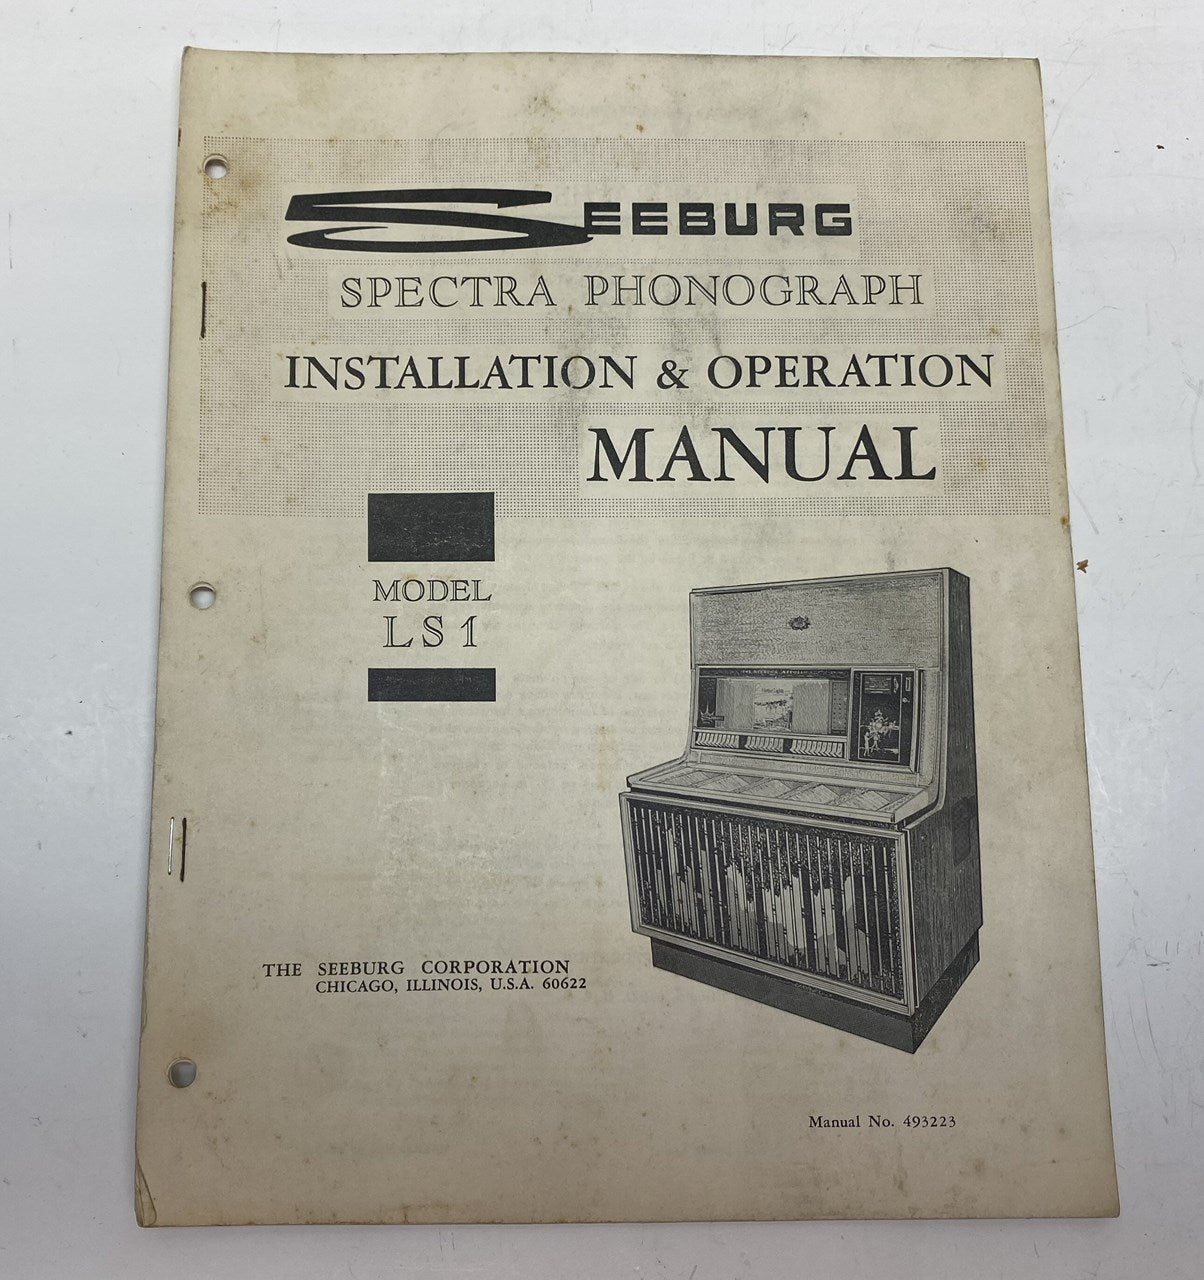 SEEBURG
SPECTRA PHONOGRAPH
INSTALLATION & OPERATION
MANUAL
MODEL
LS1
THE SEEBURG CORPORATION
CHICAGO, ILLINOIS, U.S.A. 60622
Manual No. 493223